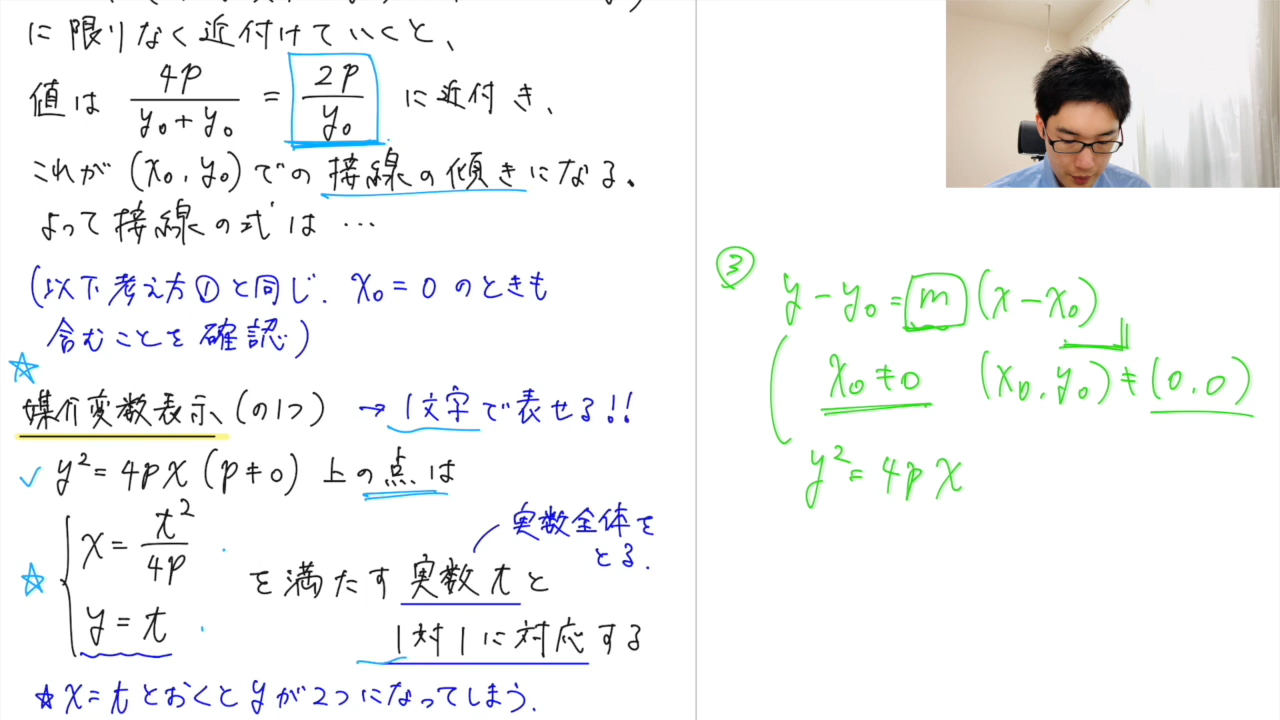 に限りなく近付けていくと、
値は 4p/(y₀+y₀) = 2p/y₀ に近付き、
これが (x₀, y₀) での接線の傾きになる。
よって接線の式は …
(以下考え方①と同じ. x₀=0 のときも
含むことを確認)
☆
媒介変数表示(の1つ) → 1文字で表せる!!
✓ y²=4px (p≠0) 上の点は
☆ { x = t²/4p
y = t
を満たす実数 t と
実数全体を
とる.
1対1に対応する
★ x=t とおくと y が2つになってしまう.
③
y-y₀=m(x-x₀)
( x₀≠0 (x₀, y₀)≠(0,0)
y²=4px